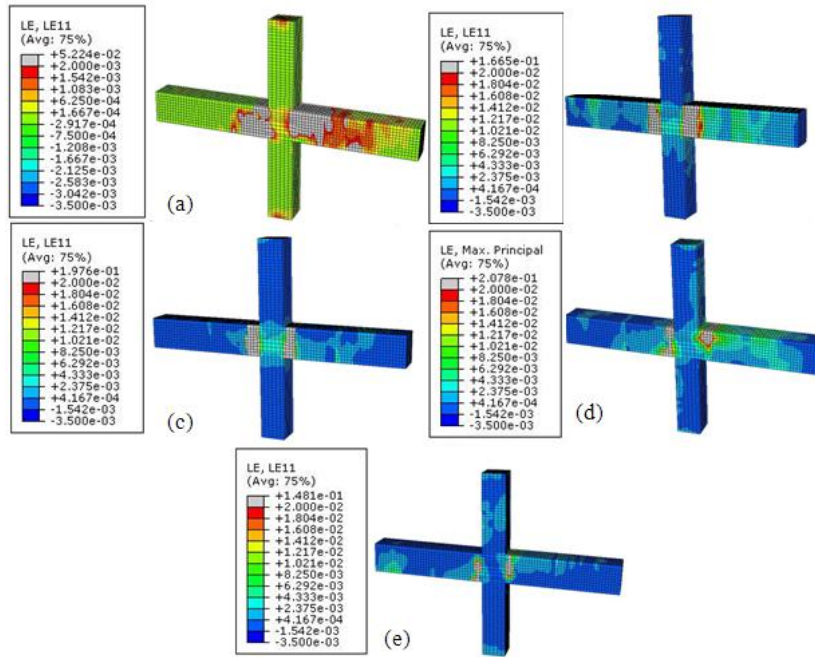 LE, LE11
(Avg: 75%)
+5.224e-02
+2.000e-03
+1.542e-03
+1.083e-03
+6.250e-04
+1.667e-04
-2.917e-04
-7.500e-04
-1.208e-03
-1.667e-03
-2.125e-03
-2.583e-03
-3.042e-03
-3.500e-03
(a)
LE, LE11
(Avg: 75%)
+1.665e-01
+2.000e-02
+1.804e-02
+1.608e-02
+1.412e-02
+1.217e-02
+1.021e-02
+8.250e-03
+6.292e-03
+4.333e-03
+2.375e-03
+4.167e-04
-1.542e-03
-3.500e-03
LE, LE11
(Avg: 75%)
+1.976e-01
+2.000e-02
+1.804e-02
+1.608e-02
+1.412e-02
+1.217e-02
+1.021e-02
+8.250e-03
+6.292e-03
+4.333e-03
+2.375e-03
+4.167e-04
-1.542e-03
-3.500e-03
(c)
LE, Max. Principal
(Avg: 75%)
+2.078e-01
+2.000e-02
+1.804e-02
+1.608e-02
+1.412e-02
+1.217e-02
+1.021e-02
+8.250e-03
+6.292e-03
+4.333e-03
+2.375e-03
+4.167e-04
-1.542e-03
-3.500e-03
(d)
LE, LE11
(Avg: 75%)
+1.481e-01
+2.000e-02
+1.804e-02
+1.608e-02
+1.412e-02
+1.217e-02
+1.021e-02
+8.250e-03
+6.292e-03
+4.333e-03
+2.375e-03
+4.167e-04
-1.542e-03
-3.500e-03
(e)